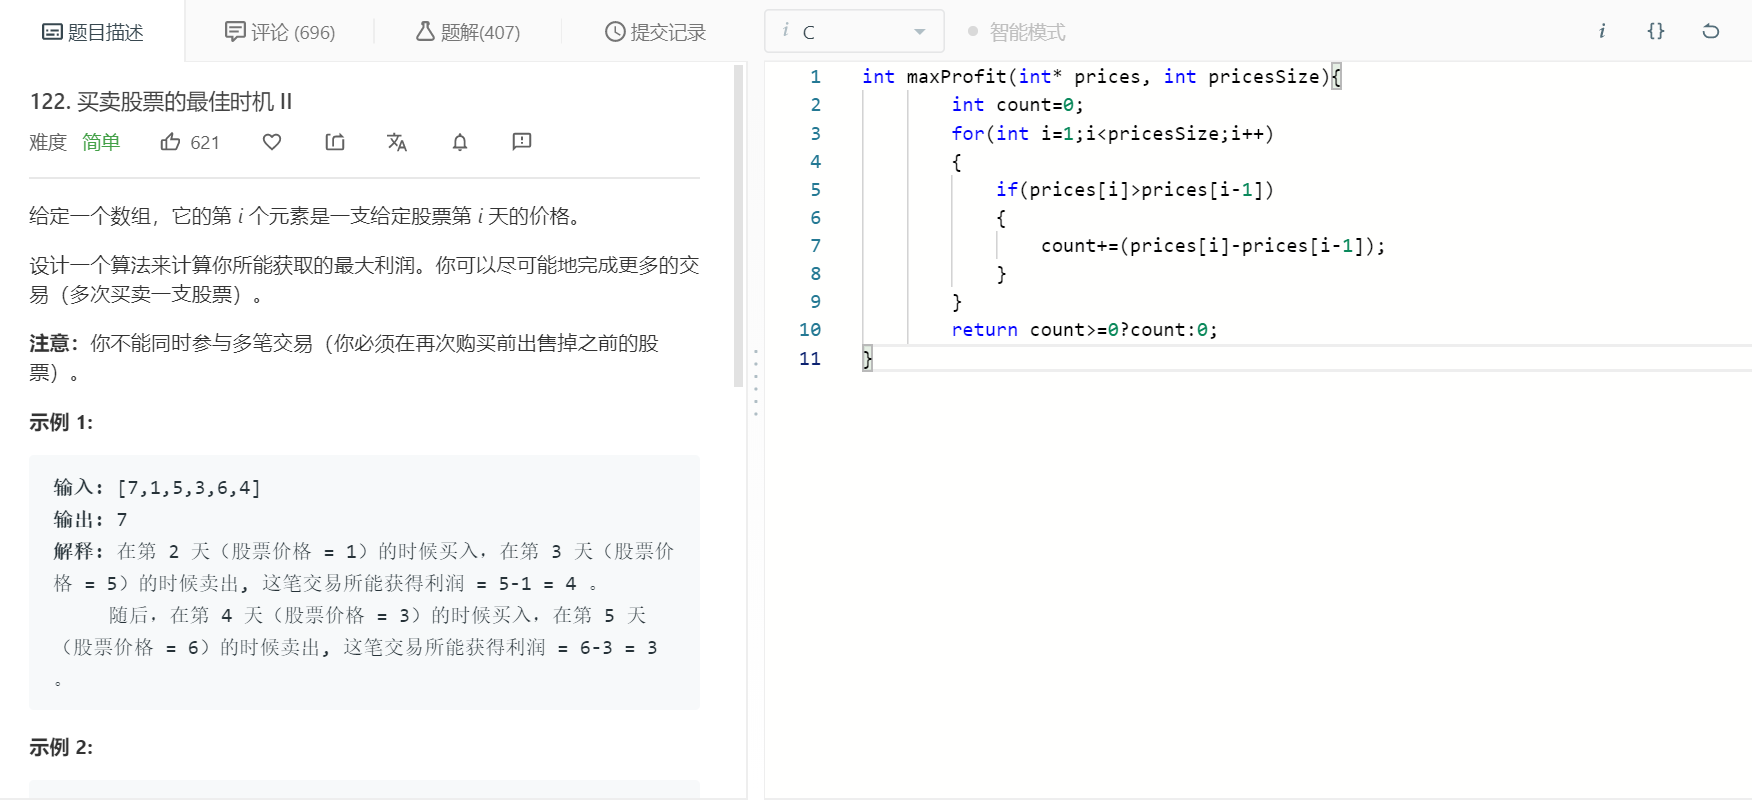 题目描述
评论 (696)
题解(407)
提交记录
i C
智能模式
i {}
122. 买卖股票的最佳时机 II
难度 简单 621
给定一个数组，它的第 i 个元素是一支给定股票第 i 天的价格。
设计一个算法来计算你所能获取的最大利润。你可以尽可能地完成更多的交
易（多次买卖一支股票）。
注意：你不能同时参与多笔交易（你必须在再次购买前出售掉之前的股
票）。
示例 1:
输入: [7,1,5,3,6,4]
输出: 7
解释: 在第 2 天（股票价格 = 1）的时候买入，在第 3 天（股票价
格 = 5）的时候卖出, 这笔交易所能获得利润 = 5-1 = 4 。
随后，在第 4 天（股票价格 = 3）的时候买入，在第 5 天
（股票价格 = 6）的时候卖出, 这笔交易所能获得利润 = 6-3 = 3
。
示例 2:
1 int maxProfit(int* prices, int pricesSize){
2 int count=0;
3 for(int i=1;i<pricesSize;i++)
4 {
5 if(prices[i]>prices[i-1])
6 {
7 count+=(prices[i]-prices[i-1]);
8 }
9 }
10 return count>=0?count:0;
11 }